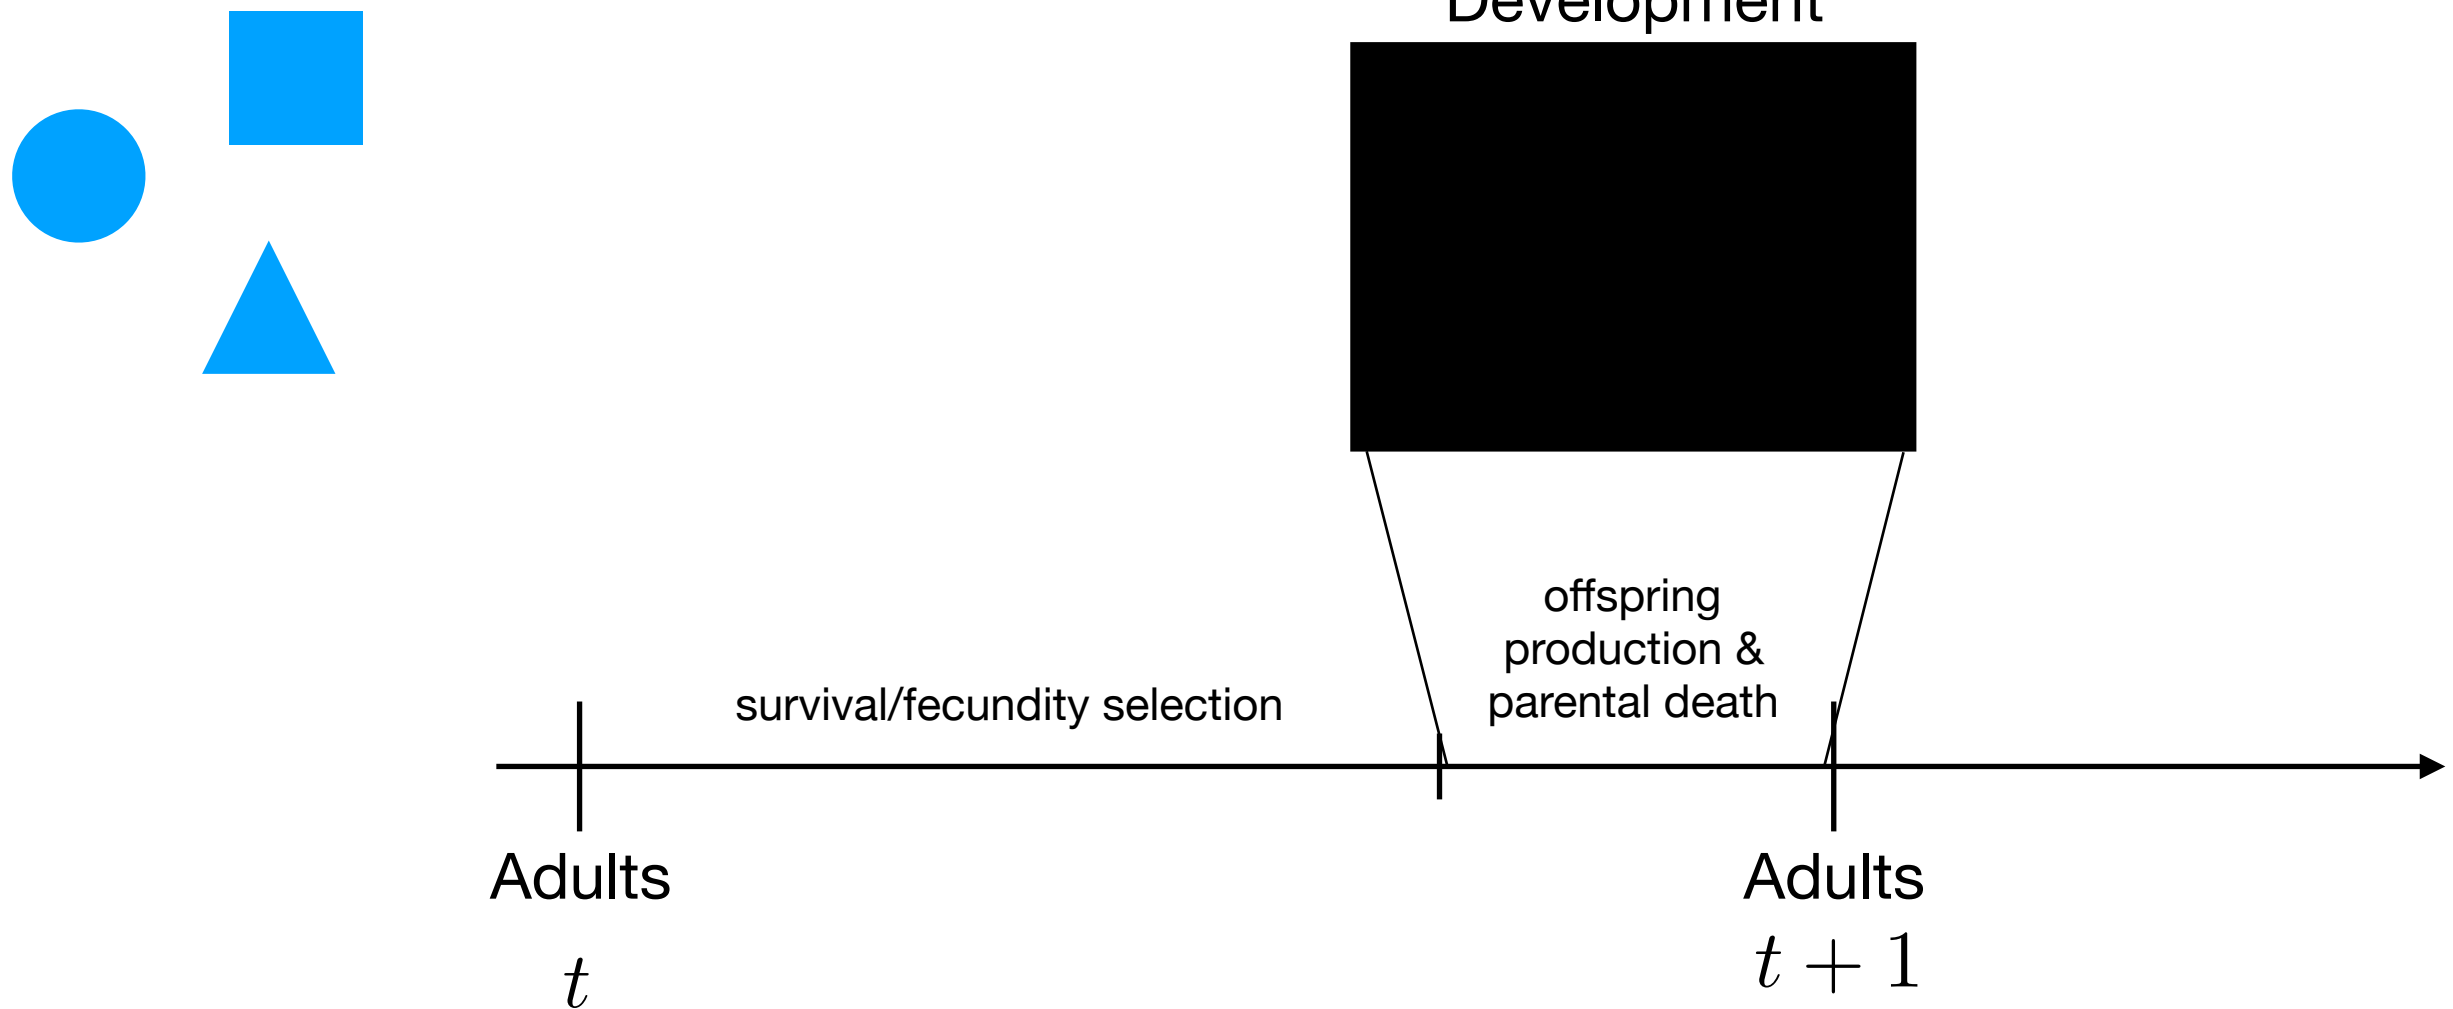 Development
offspring
production &
parental death
survival/fecundity selection
Adults
t
Adults
t + 1